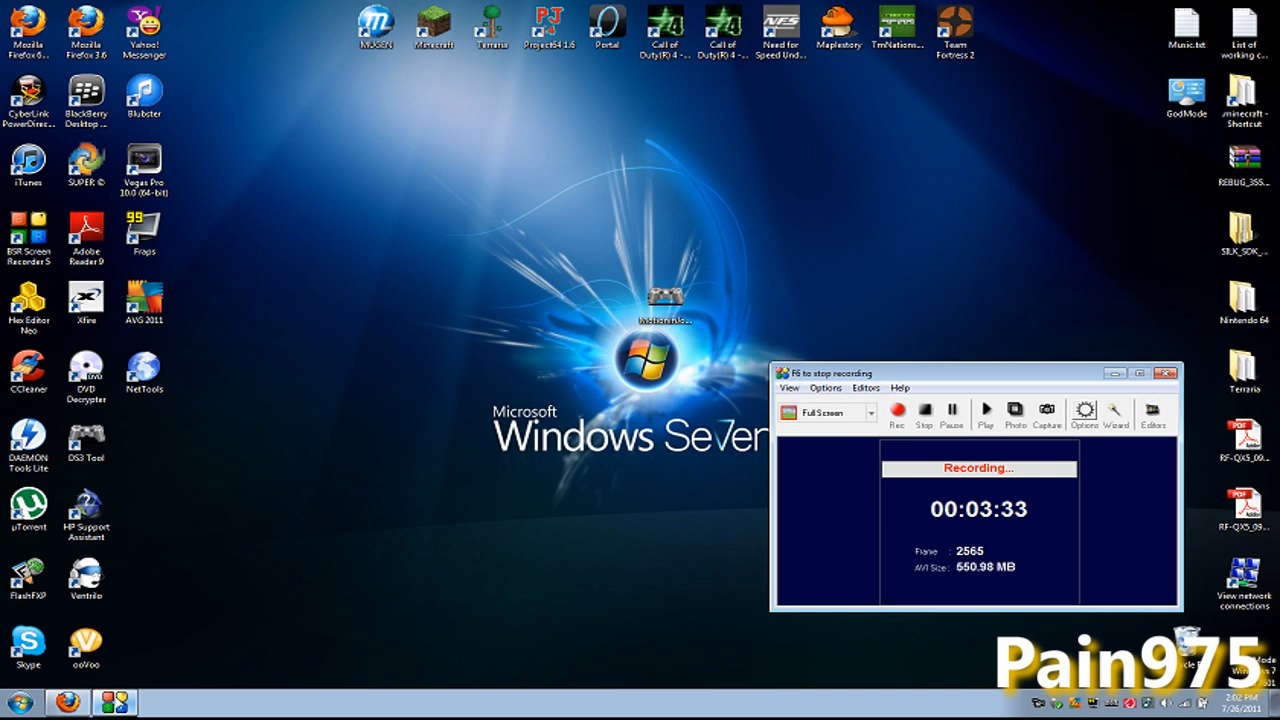 Mozilla Firefox 6...
Mozilla Firefox 3.6
Yahoo! Messenger
MUGEN
Minecraft
Terraria
Project64 1.6
Portal
Call of Duty(R) 4 -...
Call of Duty(R) 4 -...
Need for Speed Und...
Maplestory
TmNations...
Team Fortress 2
Music.txt
List of working c...
CyberLink PowerDirec...
BlackBerry Desktop ...
Blubster
GodMode
.minecraft - Shortcut
iTunes
SUPER ©
Vegas Pro 10.0 (64-bit)
REBUG_355...
BSR Screen Recorder 5
Adobe Reader 9
99
Fraps
SILK_SDK_...
Hex Editor Neo
Xfire
AVG 2011
MotioninJo...
Nintendo 64
CCleaner
DVD Decrypter
NetTools
Terraria
Microsoft
Windows Seven
F6 to stop recording
View Options Editors Help
Full Screen
Rec Stop Pause Play Photo Capture Options Wizard Editors
Recording...
00:03:33
Frame : 2565
AVI Size : 550.98 MB
DAEMON Tools Lite
DS3 Tool
PDF
RF-QX5_09...
µTorrent
HP Support Assistant
PDF
RF-QX5_09...
FlashFXP
Ventrilo
View network connections
Skype
ooVoo
Pain975
2:02 PM
7/26/2011